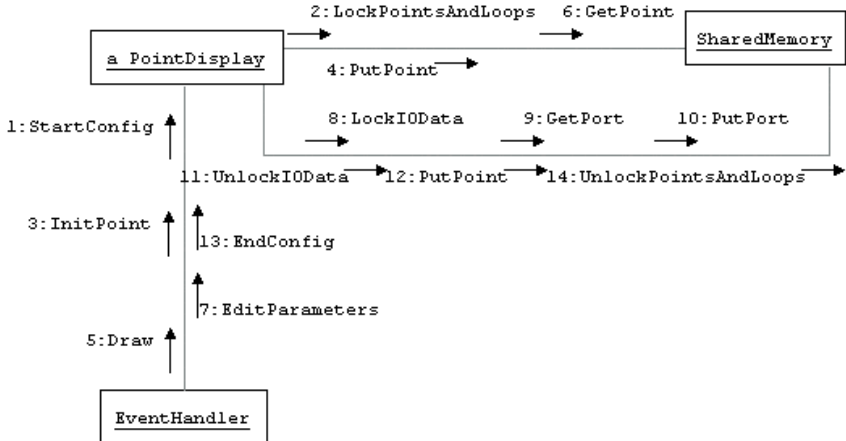 2:LockPointsAndLoops 6:GetPoint
a PointDisplay
SharedMemory
4:PutPoint
1:StartConfig
8:LockIOData 9:GetPort 10:PutPort
11:UnlockIOData 12:PutPoint 14:UnlockPointsAndLoops
3:InitPoint
13:EndConfig
7:EditParameters
5:Draw
EventHandler